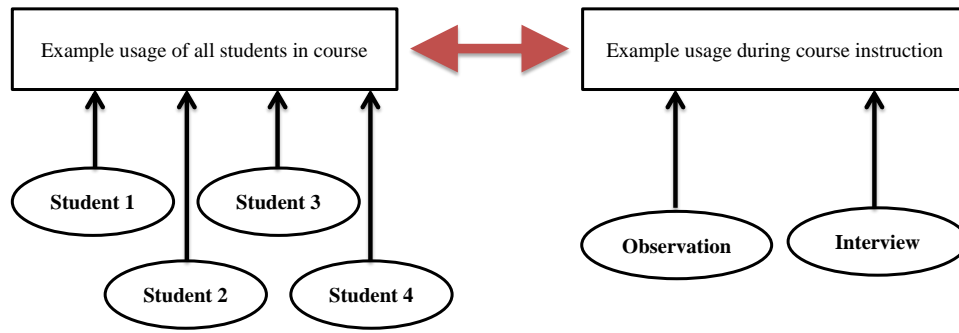 Example usage of all students in course
Example usage during course instruction
Student 1
Student 3
Observation
Interview
Student 2
Student 4